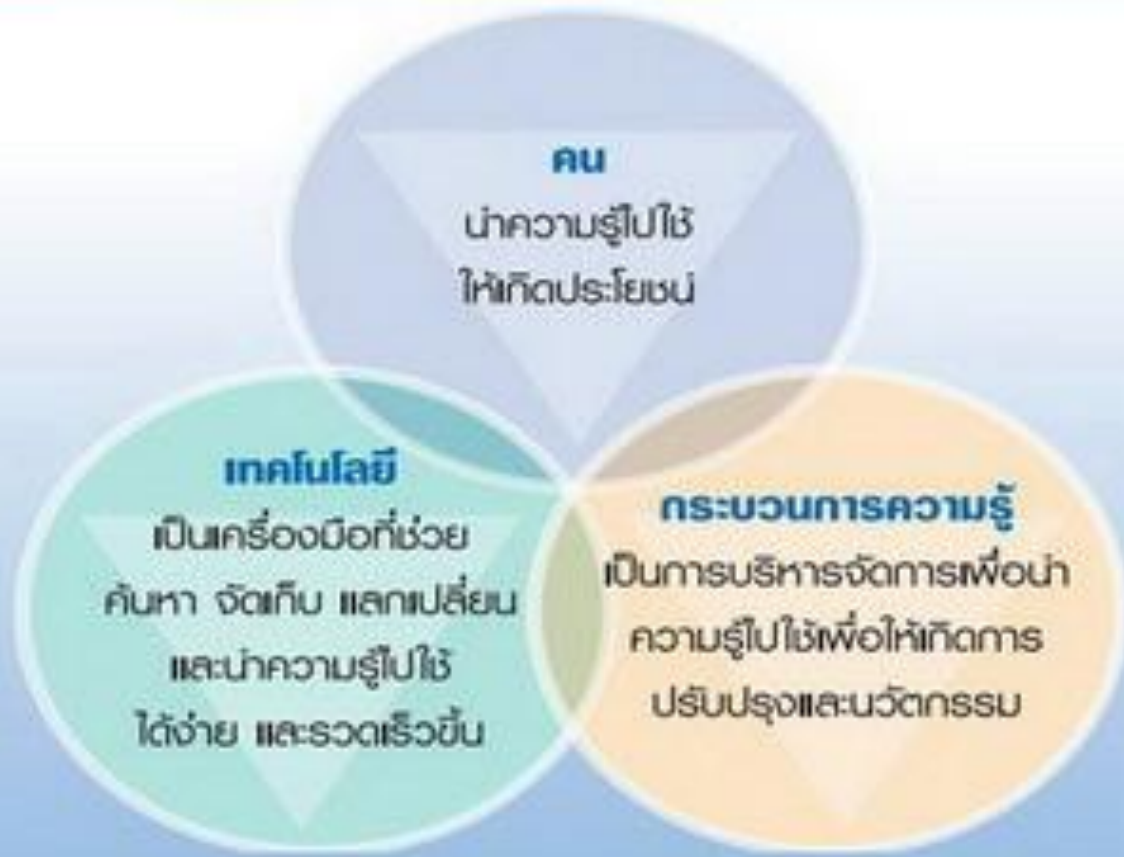 คน
นำความรู้ไปใช้
ให้เกิดประโยชน์
เทคโนโลยี
เป็นเครื่องมือที่ช่วย
ค้นหา จัดเก็บ แลกเปลี่ยน
และนำความรู้ไปใช้
ได้ง่าย และรวดเร็วขึ้น
กระบวนการความรู้
เป็นการบริหารจัดการเพื่อนำ
ความรู้ไปใช้เพื่อให้เกิดการ
ปรับปรุงและนวัตกรรม